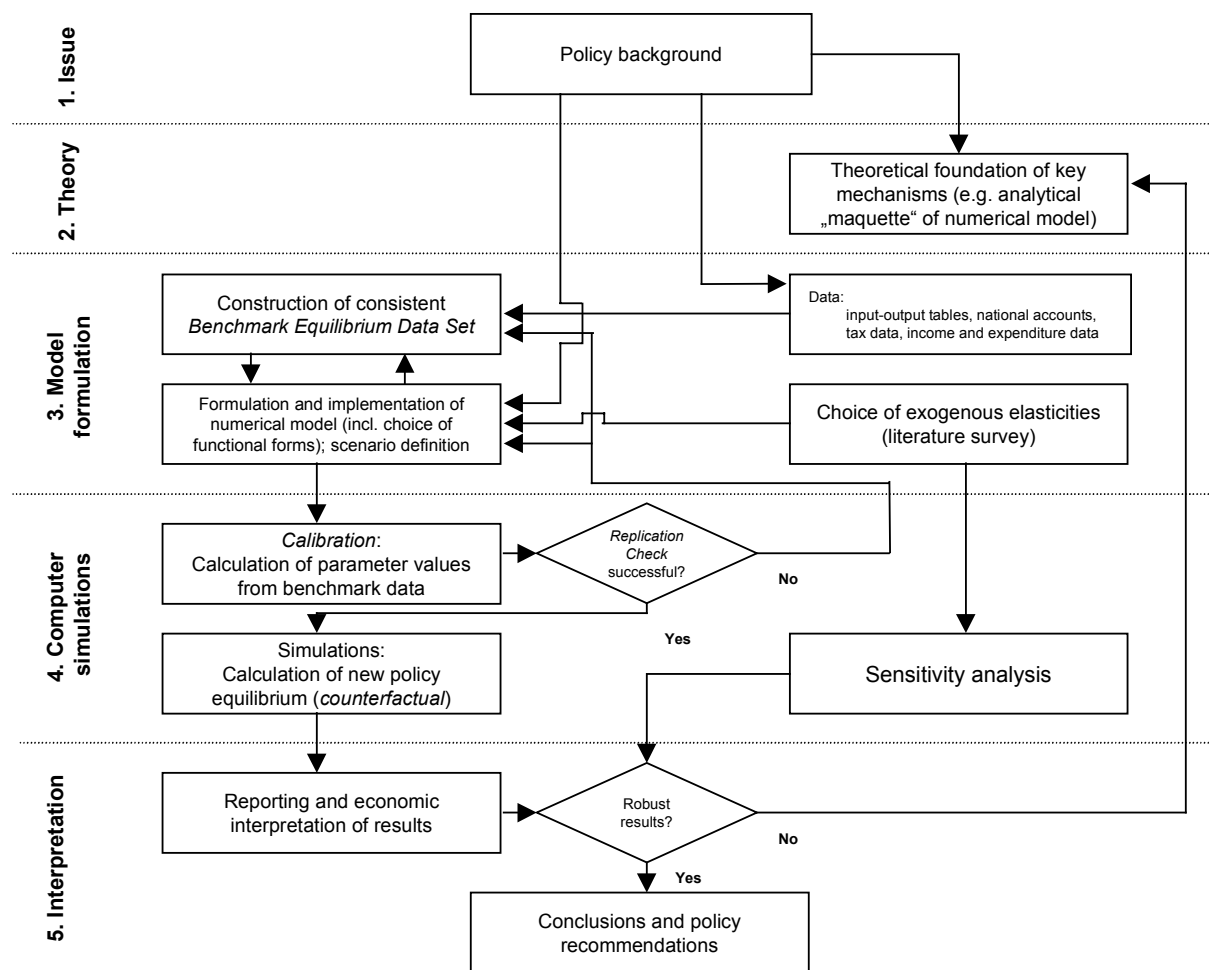 1. Issue
Policy background
2. Theory
Theoretical foundation of key
mechanisms (e.g. analytical
„maquette“ of numerical model)
3. Model
formulation
Construction of consistent
Benchmark Equilibrium Data Set
Data:
input-output tables, national accounts,
tax data, income and expenditure data
Formulation and implementation of
numerical model (incl. choice of
functional forms); scenario definition
Choice of exogenous elasticities
(literature survey)
4. Computer
simulations
Calibration:
Calculation of parameter values
from benchmark data
Replication
Check
successful?
No
Yes
Simulations:
Calculation of new policy
equilibrium (counterfactual)
Sensitivity analysis
5. Interpretation
Reporting and economic
interpretation of results
Robust
results?
No
Yes
Conclusions and policy
recommendations